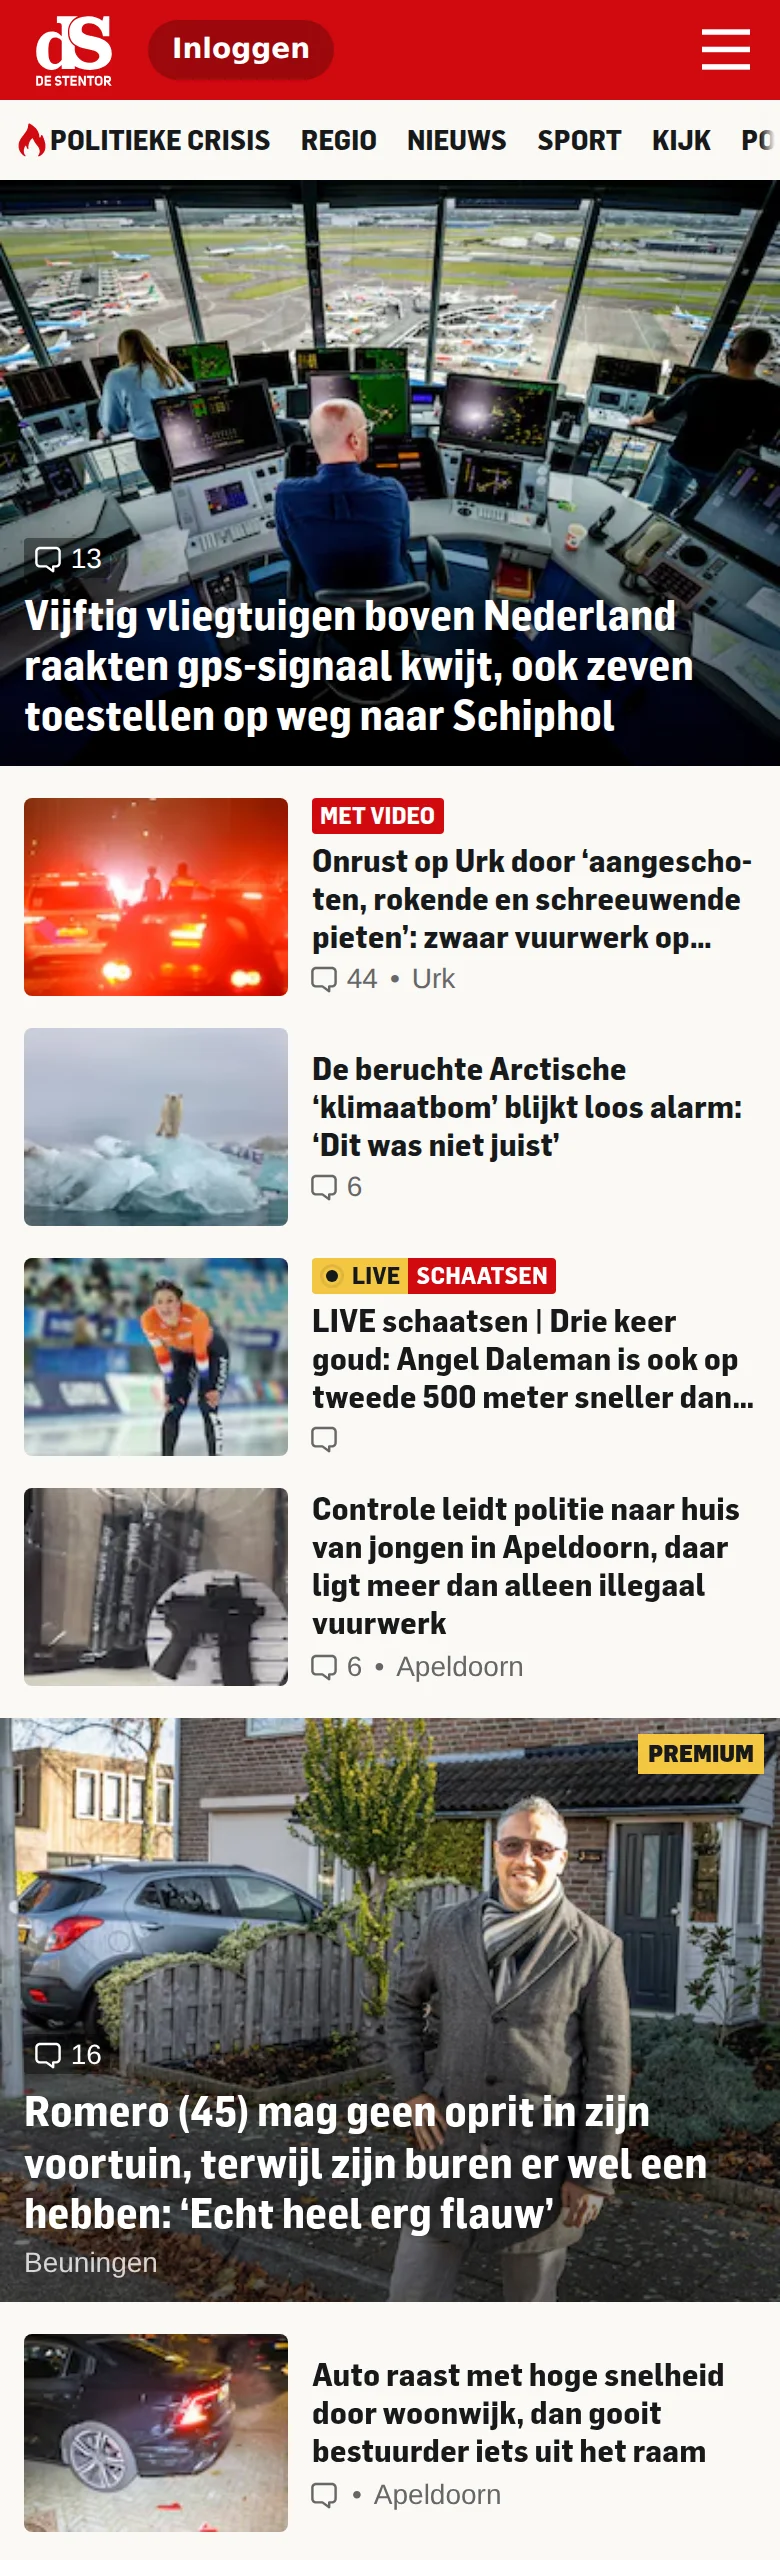 dS
DE STENTOR
Inloggen
POLITIEKE CRISIS REGIO NIEUWS SPORT KIJK PO
13
Vijftig vliegtuigen boven Nederland
raakten gps-signaal kwijt, ook zeven
toestellen op weg naar Schiphol
MET VIDEO
Onrust op Urk door ‘aangescho-
ten, rokende en schreeuwende
pieten’: zwaar vuurwerk op...
44 • Urk
De beruchte Arctische
‘klimaatbom’ blijkt loos alarm:
‘Dit was niet juist’
6
LIVE SCHAATSEN
LIVE schaatsen | Drie keer
goud: Angel Daleman is ook op
tweede 500 meter sneller dan...
Controle leidt politie naar huis
van jongen in Apeldoorn, daar
ligt meer dan alleen illegaal
vuurwerk
6 • Apeldoorn
PREMIUM
16
Romero (45) mag geen oprit in zijn
voortuin, terwijl zijn buren er wel een
hebben: ‘Echt heel erg flauw’
Beuningen
Auto raast met hoge snelheid
door woonwijk, dan gooit
bestuurder iets uit het raam
• Apeldoorn